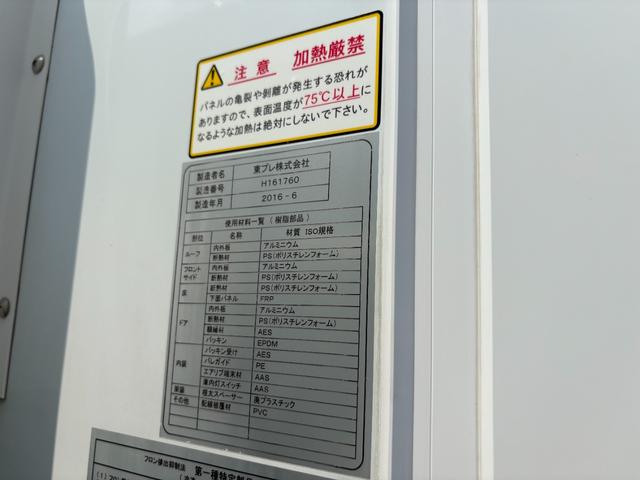 注意 加熱厳禁
パネルの亀裂や剥離が発生する恐れが
ありますので、表面温度が75℃以上に
なるような加熱は絶対にしないで下さい。
製造者名 東プレ株式会社
製造番号 H161760
製造年月 2016-6
使用材料一覧（樹脂部品）
部位 名称 材質 ISO規格
ルーフ 内外板 アルミニウム
断熱材 PS(ポリスチレンフォーム)
フロント サイド 内外板 アルミニウム
断熱材 PS(ポリスチレンフォーム)
床 断熱材 PS(ポリスチレンフォーム)
下面パネル FRP
ドア 内外板 アルミニウム
断熱材 PS(ポリスチレンフォーム)
額縁材 AES
パッキン EPDM
内装 パッキン受け AES
パレガイド PE
エアリブ端末材 AAS
庫内灯スイッチ AAS
架装 根太スペーサー 廃プラスチック
その他 配線被覆材 PVC
フロン排出抑制法 第一種特定製品